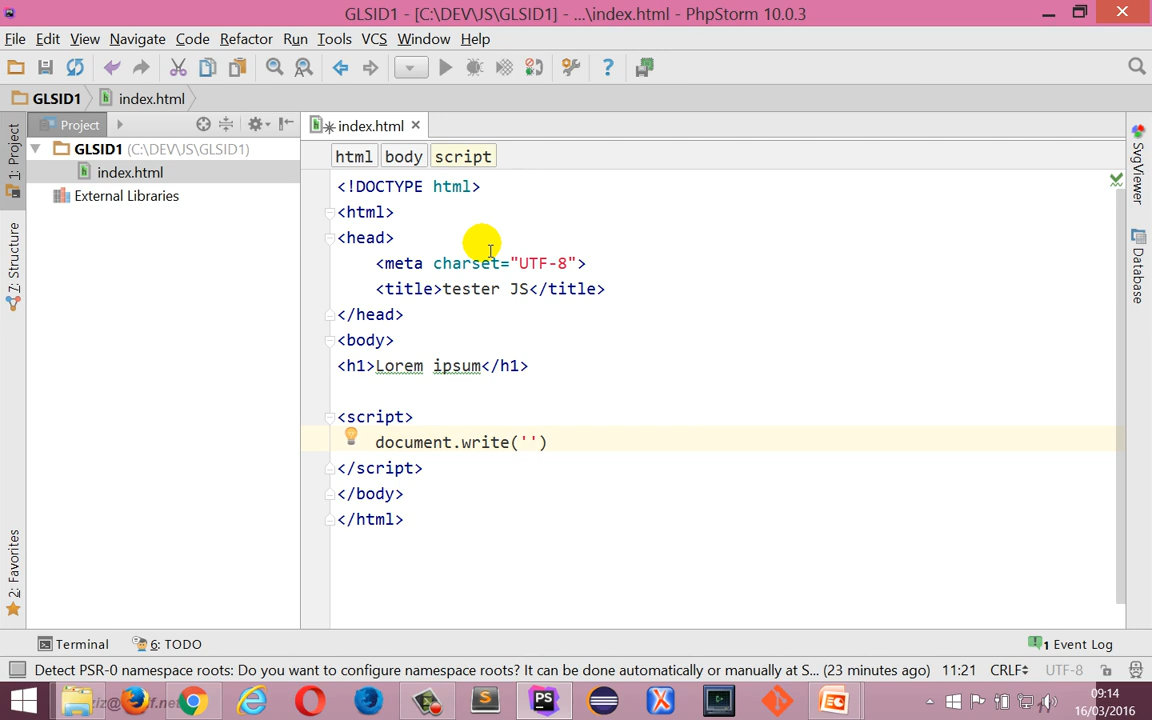 GLSID1 - [C:\DEV\JS\GLSID1] - ...\index.html - PhpStorm 10.0.3
File Edit View Navigate Code Refactor Run Tools VCS Window Help
GLSID1 index.html
1: Project
7: Structure
2: Favorites
Project
GLSID1 (C:\DEV\JS\GLSID1)
index.html
External Libraries
index.html
html body script
<!DOCTYPE html>
<html>
<head>
<meta charset="UTF-8">
<title>tester JS</title>
</head>
<body>
<h1>Lorem ipsum</h1>
<script>
document.write('')
</script>
</body>
</html>
SvgViewer
Database
Terminal 6: TODO 1 Event Log
Detect PSR-0 namespace roots: Do you want to configure namespace roots? It can be done automatically or manually at S... (23 minutes ago) 11:21 CRLF UTF-8
09:14
16/03/2016